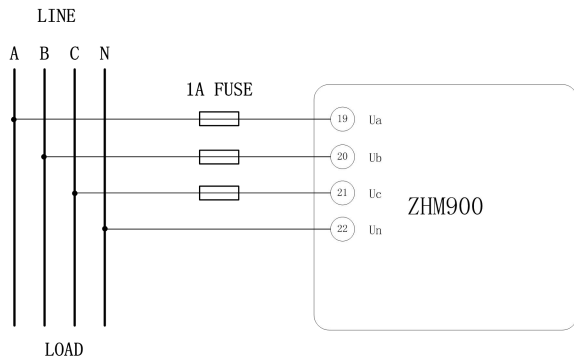 LINE
A B C N
1A FUSE
19 Ua
20 Ub
21 Uc
ZHM900
22 Un
LOAD